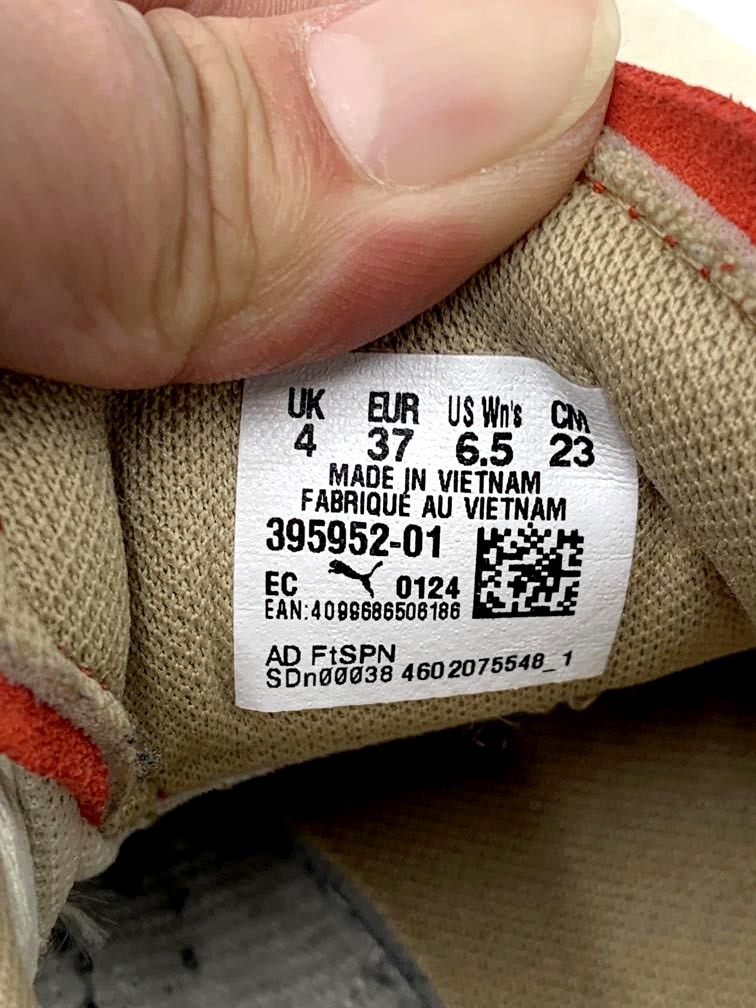 UK EUR US Wn's CM
4 37 6.5 23
MADE IN VIETNAM
FABRIQUÉ AU VIETNAM
395952-01
EC 0124
EAN:4099686506186
AD FtSPN
SDn00038 4602075548_1